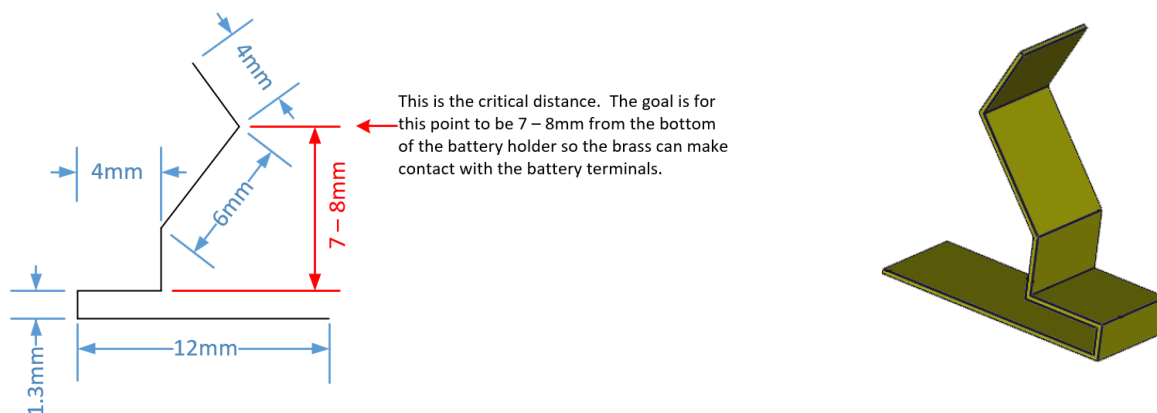 4mm
This is the critical distance.  The goal is for
this point to be 7 – 8mm from the bottom
of the battery holder so the brass can make
contact with the battery terminals.
4mm
6mm
7 – 8mm
12mm
1.3mm